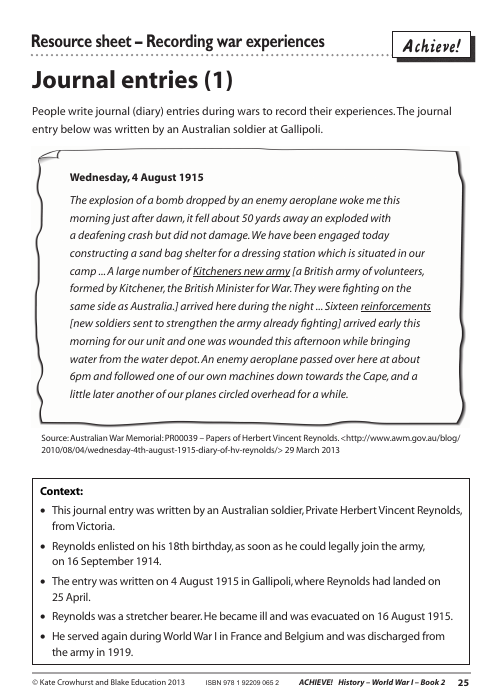 Resource sheet – Recording war experiences
Achieve!
Journal entries (1)
People write journal (diary) entries during wars to record their experiences. The journal
entry below was written by an Australian soldier at Gallipoli.
Wednesday, 4 August 1915
The explosion of a bomb dropped by an enemy aeroplane woke me this
morning just after dawn, it fell about 50 yards away an exploded with
a deafening crash but did not damage. We have been engaged today
constructing a sand bag shelter for a dressing station which is situated in our
camp ... A large number of Kitcheners new army [a British army of volunteers,
formed by Kitchener, the British Minister for War. They were fighting on the
same side as Australia.] arrived here during the night ... Sixteen reinforcements
[new soldiers sent to strengthen the army already fighting] arrived early this
morning for our unit and one was wounded this afternoon while bringing
water from the water depot. An enemy aeroplane passed over here at about
6pm and followed one of our own machines down towards the Cape, and a
little later another of our planes circled overhead for a while.
Source: Australian War Memorial: PR00039 – Papers of Herbert Vincent Reynolds. <http://www.awm.gov.au/blog/
2010/08/04/wednesday-4th-august-1915-diary-of-hv-reynolds/> 29 March 2013
Context:
• This journal entry was written by an Australian soldier, Private Herbert Vincent Reynolds,
from Victoria.
• Reynolds enlisted on his 18th birthday, as soon as he could legally join the army,
on 16 September 1914.
• The entry was written on 4 August 1915 in Gallipoli, where Reynolds had landed on
25 April.
• Reynolds was a stretcher bearer. He became ill and was evacuated on 16 August 1915.
• He served again during World War I in France and Belgium and was discharged from
the army in 1919.
© Kate Crowhurst and Blake Education 2013 ISBN 978 1 92209 065 2 ACHIEVE! History – World War I – Book 2 25